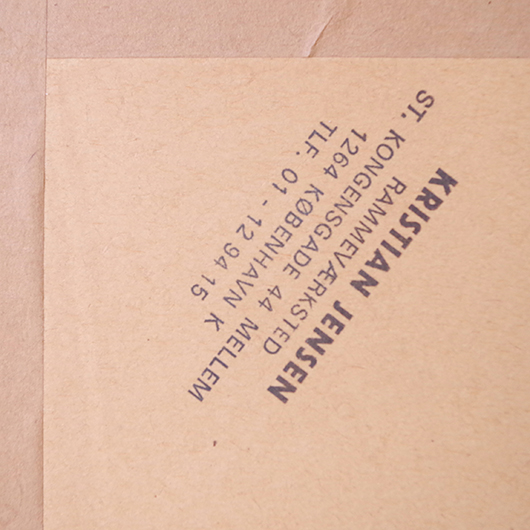 KRISTIAN JENSEN
RAMMEVÆRKSTED
ST. KONGENSGADE 44 MELLEM
1264 KØBENHAVN K
TLF. 01 - 12 94 15